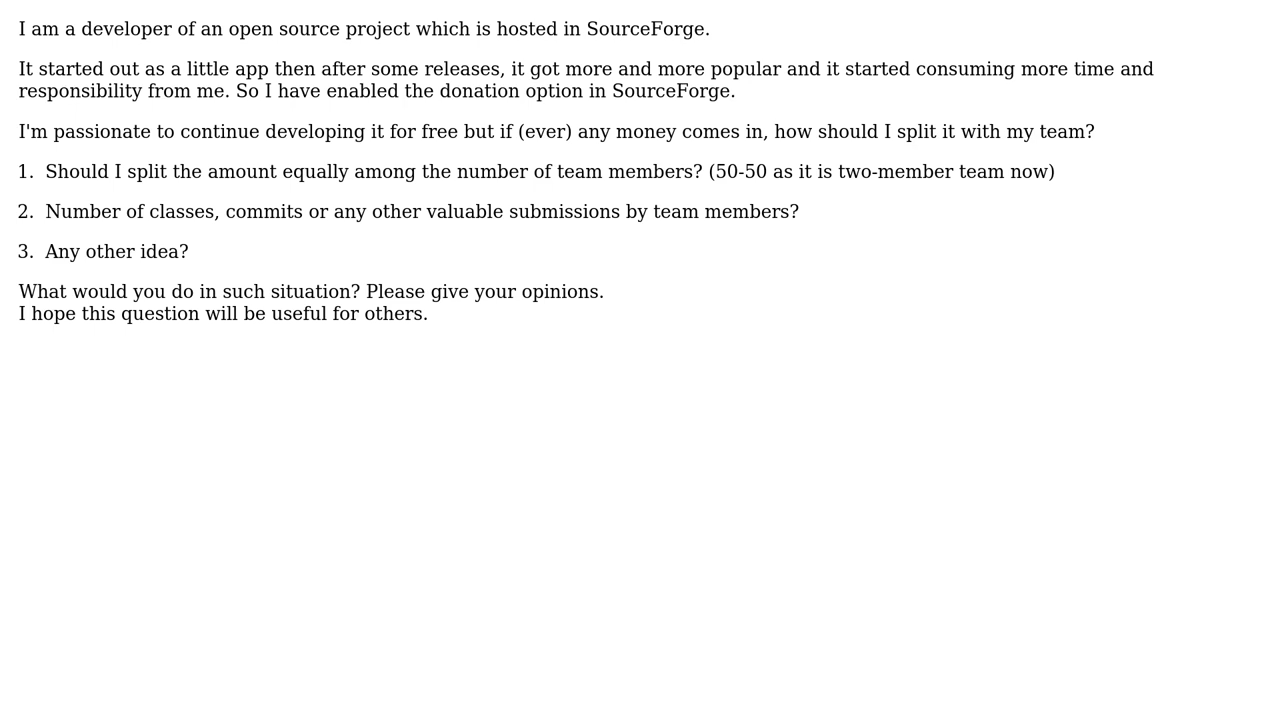 I am a developer of an open source project which is hosted in SourceForge.
It started out as a little app then after some releases, it got more and more popular and it started consuming more time and
responsibility from me. So I have enabled the donation option in SourceForge.
I'm passionate to continue developing it for free but if (ever) any money comes in, how should I split it with my team?
1. Should I split the amount equally among the number of team members? (50-50 as it is two-member team now)
2. Number of classes, commits or any other valuable submissions by team members?
3. Any other idea?
What would you do in such situation? Please give your opinions.
I hope this question will be useful for others.